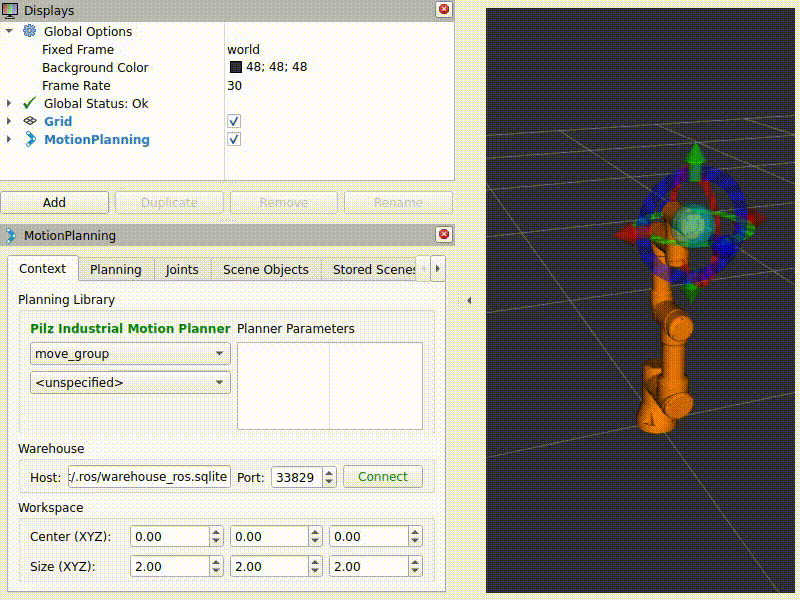 Displays
Global Options
Fixed Frame world
Background Color 48; 48; 48
Frame Rate 30
Global Status: Ok
Grid
MotionPlanning
Add Duplicate Remove Rename
MotionPlanning
Context Planning Joints Scene Objects Stored Scenes
Planning Library
Pilz Industrial Motion Planner Planner Parameters
move_group
<unspecified>
Warehouse
Host: :/.ros/warehouse_ros.sqlite Port: 33829 Connect
Workspace
Center (XYZ): 0.00 0.00 0.00
Size (XYZ): 2.00 2.00 2.00